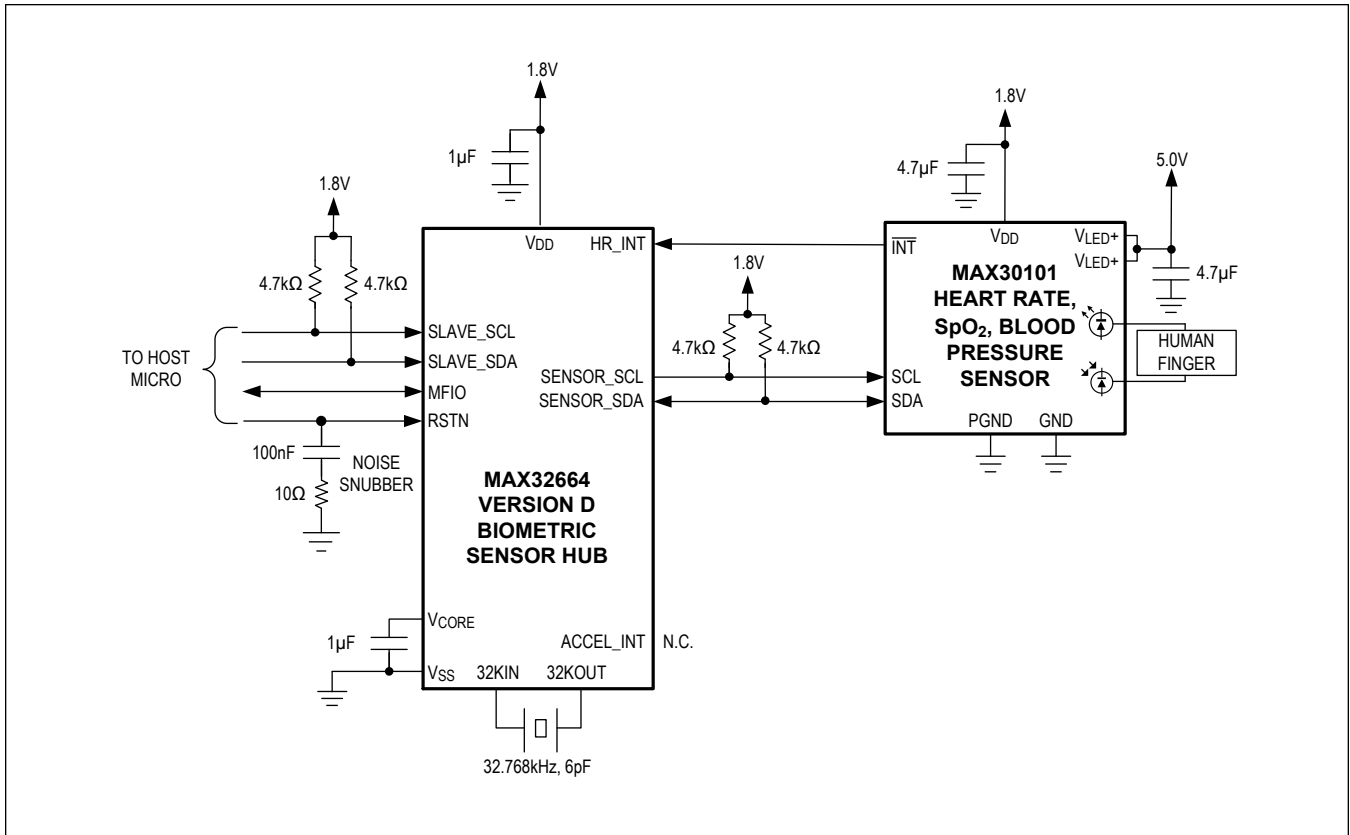 1.8V
1µF
1.8V
4.7kΩ
4.7kΩ
TO HOST
MICRO
SLAVE_SCL
SLAVE_SDA
MFIO
RSTN
100nF
10Ω
NOISE
SNUBBER
VDD
HR_INT
SENSOR_SCL
SENSOR_SDA
MAX32664
VERSION D
BIOMETRIC
SENSOR HUB
VCORE
1µF
VSS
32KIN
32KOUT
ACCEL_INT
N.C.
32.768kHz, 6pF
1.8V
4.7kΩ
4.7kΩ
1.8V
4.7µF
5.0V
INT
VDD
VLED+
VLED+
4.7µF
MAX30101
HEART RATE,
SpO₂, BLOOD
PRESSURE
SENSOR
HUMAN
FINGER
SCL
SDA
PGND
GND